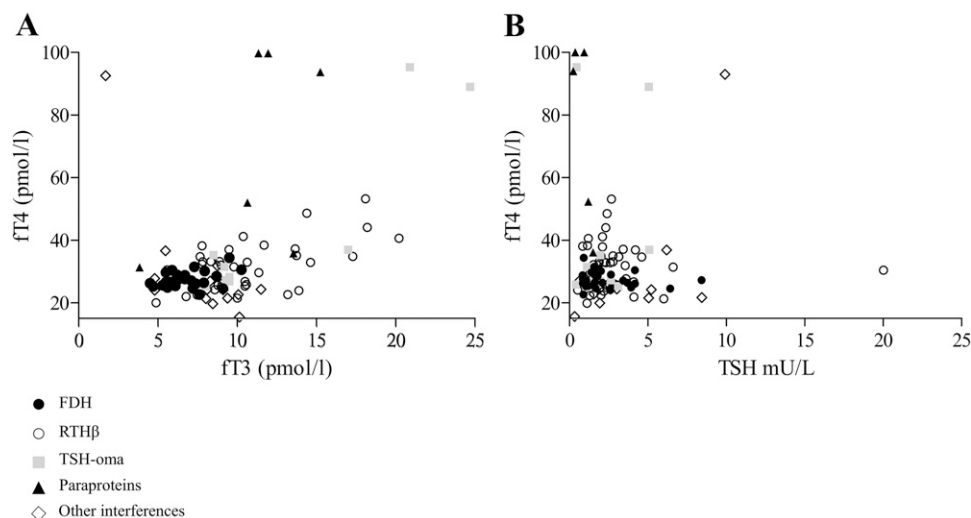 A
100
80
60
40
20
fT4 (pmol/l)
0 5 10 15 20 25
fT3 (pmol/l)
B
100
80
60
40
20
fT4 (pmol/l)
0 5 10 15 20 25
TSH mU/L
FDH
RTHβ
TSH-oma
Paraproteins
Other interferences